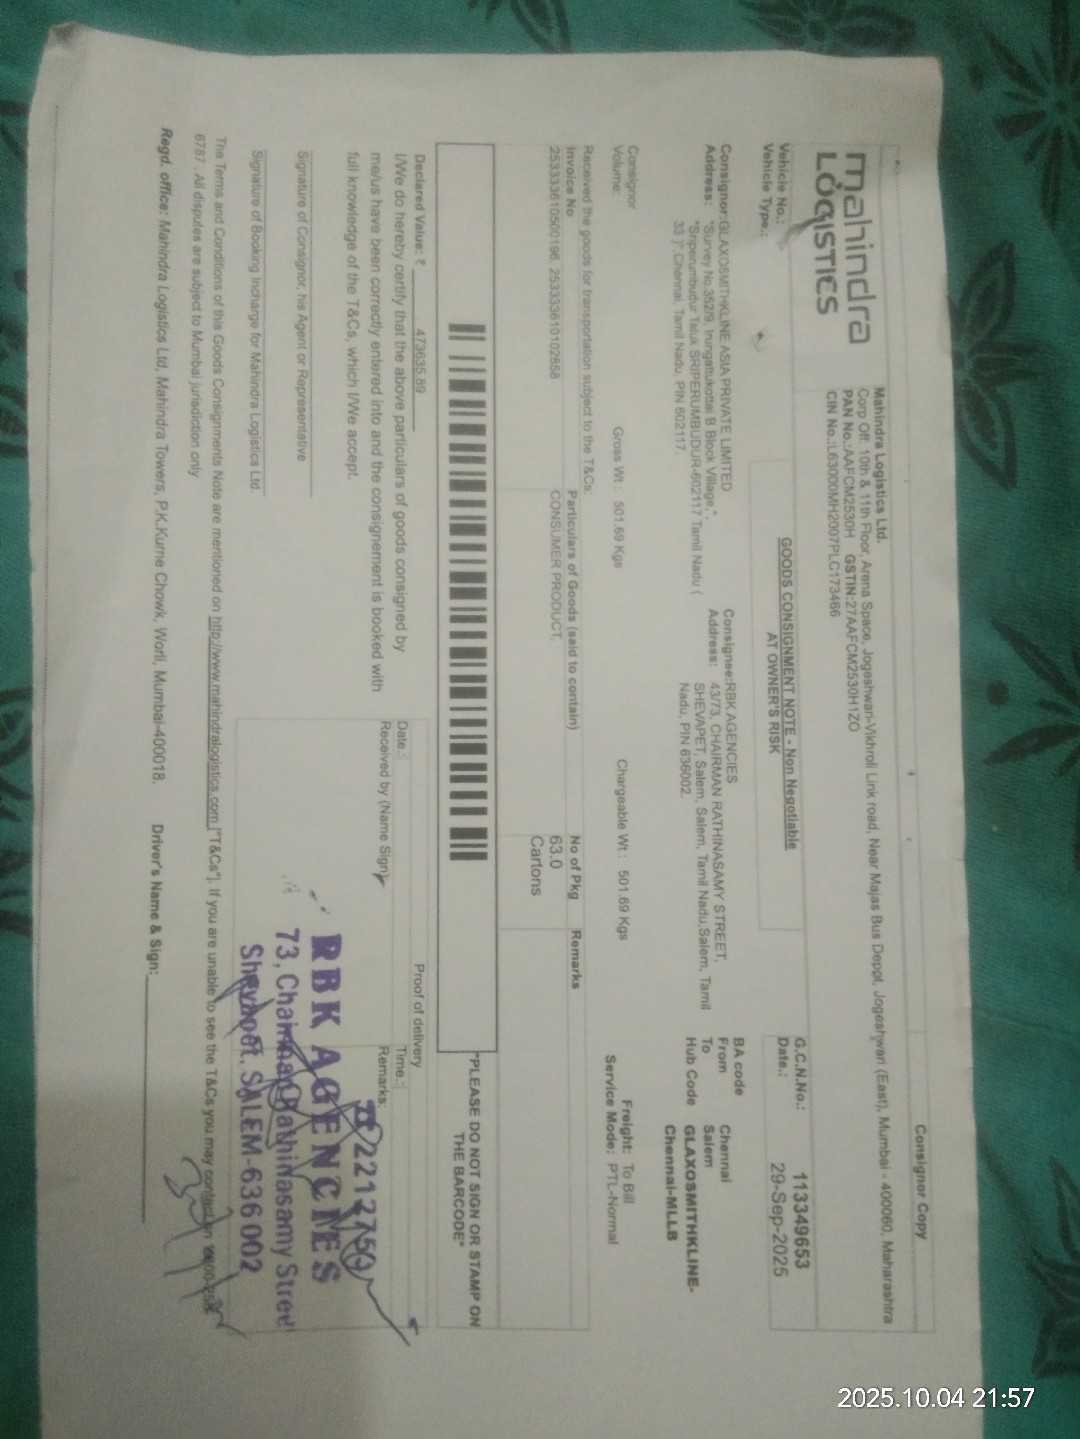 Consignor Copy
mahindra
LOGISTICS
Mahindra Logistics Ltd.
Corp Off: 10th & 11th Floor, Arena Space, Jogeshwari-Vikhroli Link road, Near Majas Bus Depot, Jogeshwari (East), Mumbai - 400060, Maharashtra
PAN No.:AAFCM2530H GSTIN:27AAFCM2530H1ZO
CIN No.:L63000MH2007PLC173466
Vehicle No.:
Vehicle Type.:
GOODS CONSIGNMENT NOTE - Non Negotiable
AT OWNER'S RISK
G.C.N.No.: 113349653
Date.: 29-Sep-2025
Consignor:GLAXOSMITHKLINE ASIA PRIVATE LIMITED
Address: "Survey No.352/9, Irungattukottai B Block Village,"
"Sriperumbudur Taluk SRIPERUMBUDUR-602117 Tamil Nadu (
33 )",Chennai, Tamil Nadu, PIN 602117.
Consignee:RBK AGENCIES
Address: 43/73, CHAIRMAN RATHINASAMY STREET,
SHEVAPET, Salem, Salem, Tamil Nadu,Salem, Tamil
Nadu, PIN 636002.
BA code
From Chennai
To Salem
Hub Code GLAXOSMITHKLINE-
Chennai-MLLB
Consignor
Volume:
Gross Wt : 501.69 Kgs
Chargeable Wt : 501.69 Kgs
Freight: To Bill
Service Mode: PTL-Normal
Received the goods for transportation subject to the T&Cs:
Invoice No Particulars of Goods (said to contain) No of Pkg Remarks
253333610500196, 253333610102658 CONSUMER PRODUCT, 63.0
Cartons
"PLEASE DO NOT SIGN OR STAMP ON
THE BARCODE"
Declared Value: ₹ 473635.89
I/We do hereby certify that the above particulars of goods consigned by
me/us have been correctly entered into and the consignement is booked with
full knowledge of the T&Cs, which I/We accept.
Proof of delivery
Date.: Time.:
Received by (Name Sign) Remarks:
☎ 2212759
RBK AGENCIES
73, Chairman Rathinasamy Street
Shevapet, SALEM-636 002
Signature of Consignor, his Agent or Representative
Signature of Booking Incharge for Mahindra Logistics Ltd.
The Terms and Conditions of this Goods Consignments Note are mentioned on http://www.mahindralogistics.com ["T&Cs"]. If you are unable to see the T&Cs you may contact on
6787 . All disputes are subject to Mumbai jurisdiction only
Regd. office: Mahindra Logistics Ltd, Mahindra Towers, P.K.Kurne Chowk, Worli, Mumbai-400018. Driver's Name & Sign:
2025.10.04 21:57